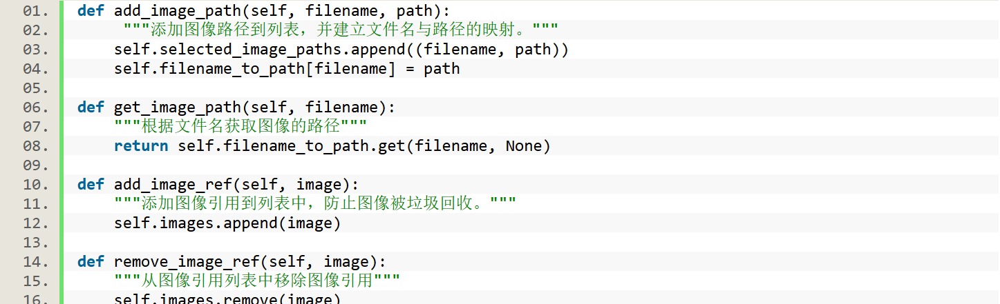 01. def add_image_path(self, filename, path):
02. """添加图像路径到列表，并建立文件名与路径的映射。"""
03. self.selected_image_paths.append((filename, path))
04. self.filename_to_path[filename] = path
05.
06. def get_image_path(self, filename):
07. """根据文件名获取图像的路径"""
08. return self.filename_to_path.get(filename, None)
09.
10. def add_image_ref(self, image):
11. """添加图像引用到列表中，防止图像被垃圾回收。"""
12. self.images.append(image)
13.
14. def remove_image_ref(self, image):
15. """从图像引用列表中移除图像引用"""
16. self.images.remove(image)